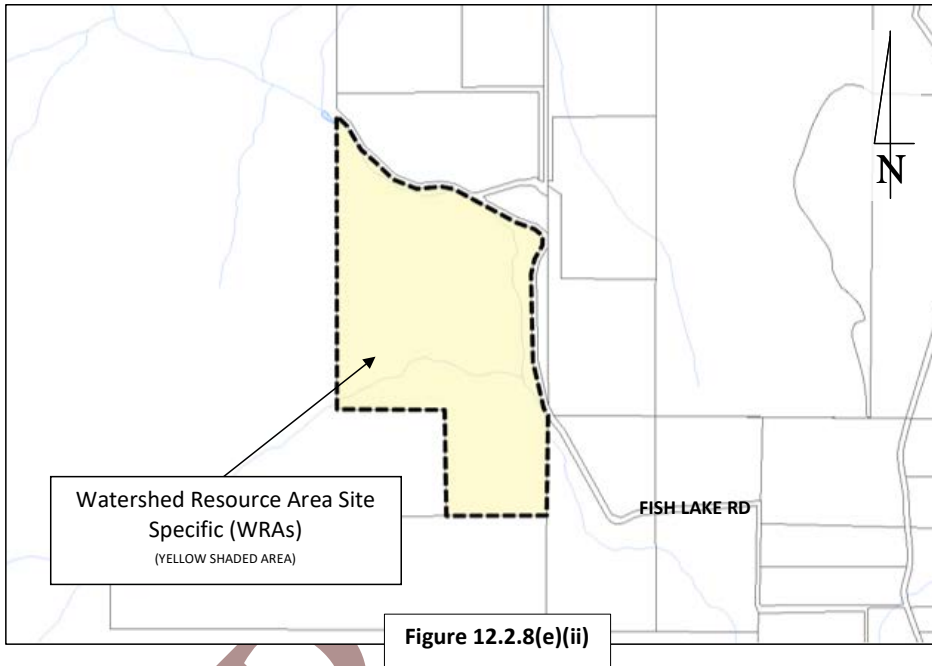 N
Watershed Resource Area Site
Specific (WRAs)
(YELLOW SHADED AREA)
FISH LAKE RD
Figure 12.2.8(e)(ii)